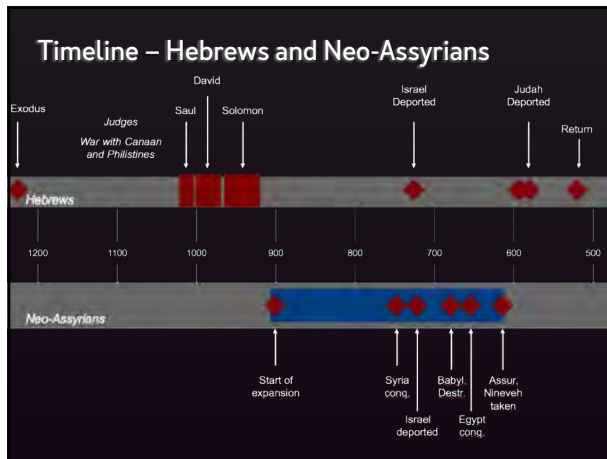 Timeline – Hebrews and Neo-Assyrians
David
Israel
Deported
Judah
Deported
Exodus
Judges
War with Canaan
and Philistines
Saul
Solomon
Return
Hebrews
1200
1100
1000
900
800
700
600
500
Neo-Assyrians
Start of
expansion
Syria
conq.
Babyl.
Destr.
Assur,
Nineveh
taken
Israel
deported
Egypt
conq.